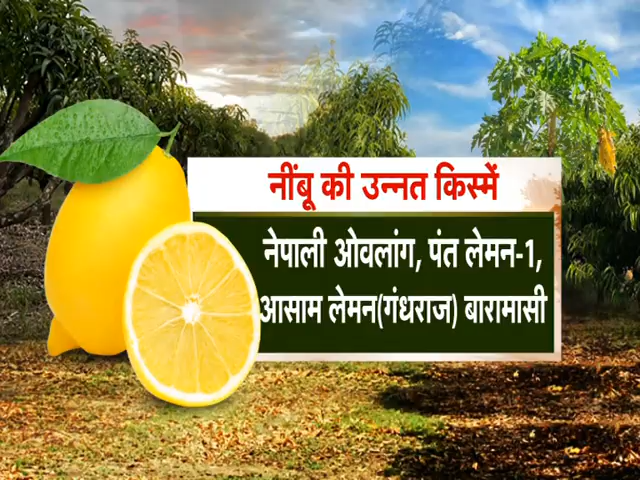 नींबू की उन्नत किस्में
नेपाली ओवलांग, पंत लेमन-1,
आसाम लेमन(गंधराज) बारामासी